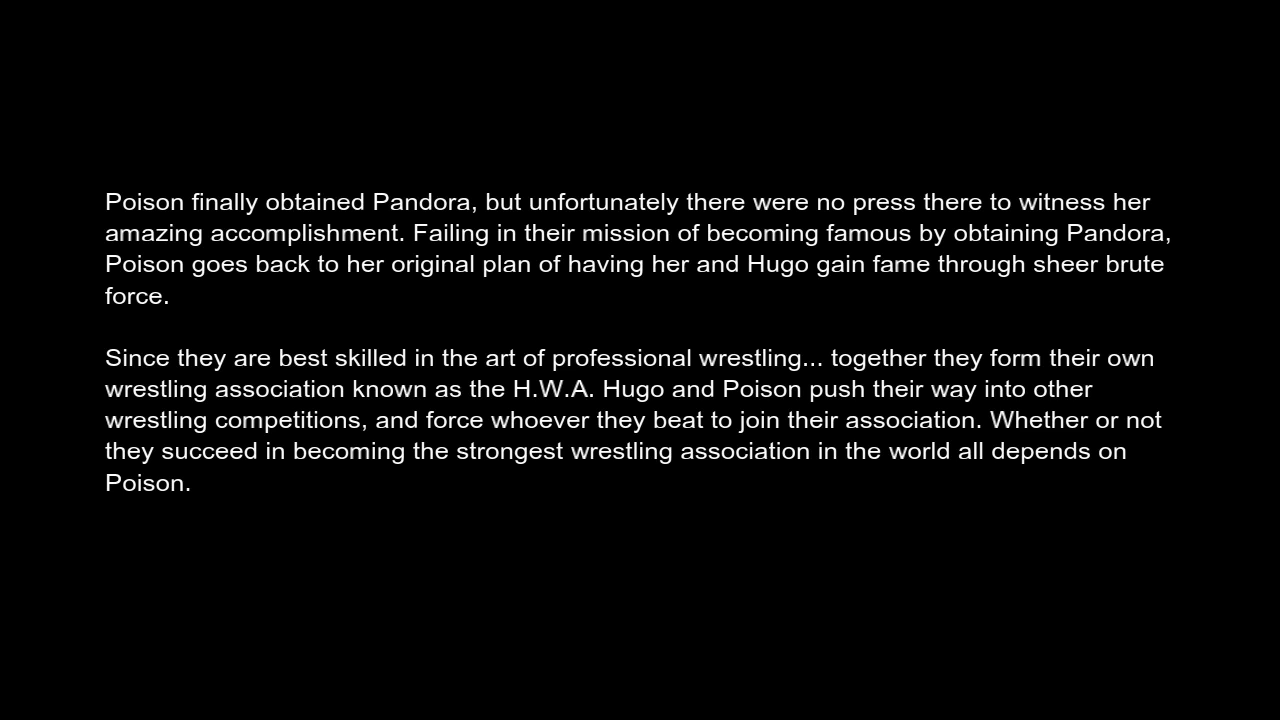 Poison finally obtained Pandora, but unfortunately there were no press there to witness her
amazing accomplishment. Failing in their mission of becoming famous by obtaining Pandora,
Poison goes back to her original plan of having her and Hugo gain fame through sheer brute
force.
Since they are best skilled in the art of professional wrestling... together they form their own
wrestling association known as the H.W.A. Hugo and Poison push their way into other
wrestling competitions, and force whoever they beat to join their association. Whether or not
they succeed in becoming the strongest wrestling association in the world all depends on
Poison.